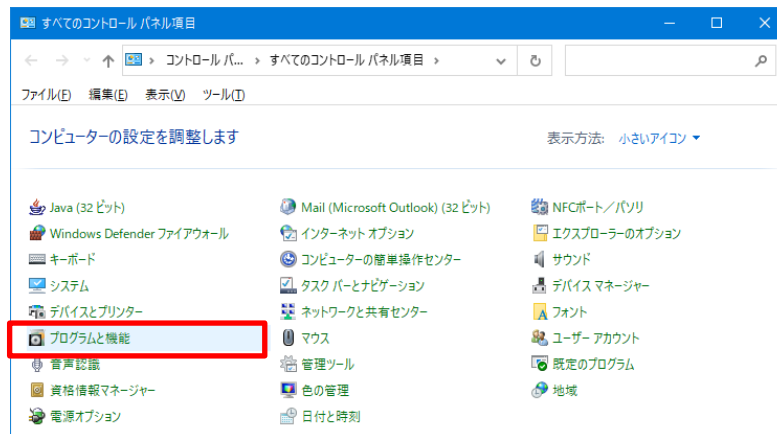 すべてのコントロール パネル項目
コントロール パ... › すべてのコントロール パネル項目 ›
ファイル(F) 編集(E) 表示(V) ツール(T)
コンピューターの設定を調整します
表示方法: 小さいアイコン
Java (32 ビット) Mail (Microsoft Outlook) (32 ビット) NFCポート／パソリ
Windows Defender ファイアウォール インターネット オプション エクスプローラーのオプション
キーボード コンピューターの簡単操作センター サウンド
システム タスク バーとナビゲーション デバイス マネージャー
デバイスとプリンター ネットワークと共有センター フォント
プログラムと機能 マウス ユーザー アカウント
音声認識 管理ツール 既定のプログラム
資格情報マネージャー 色の管理 地域
電源オプション 日付と時刻